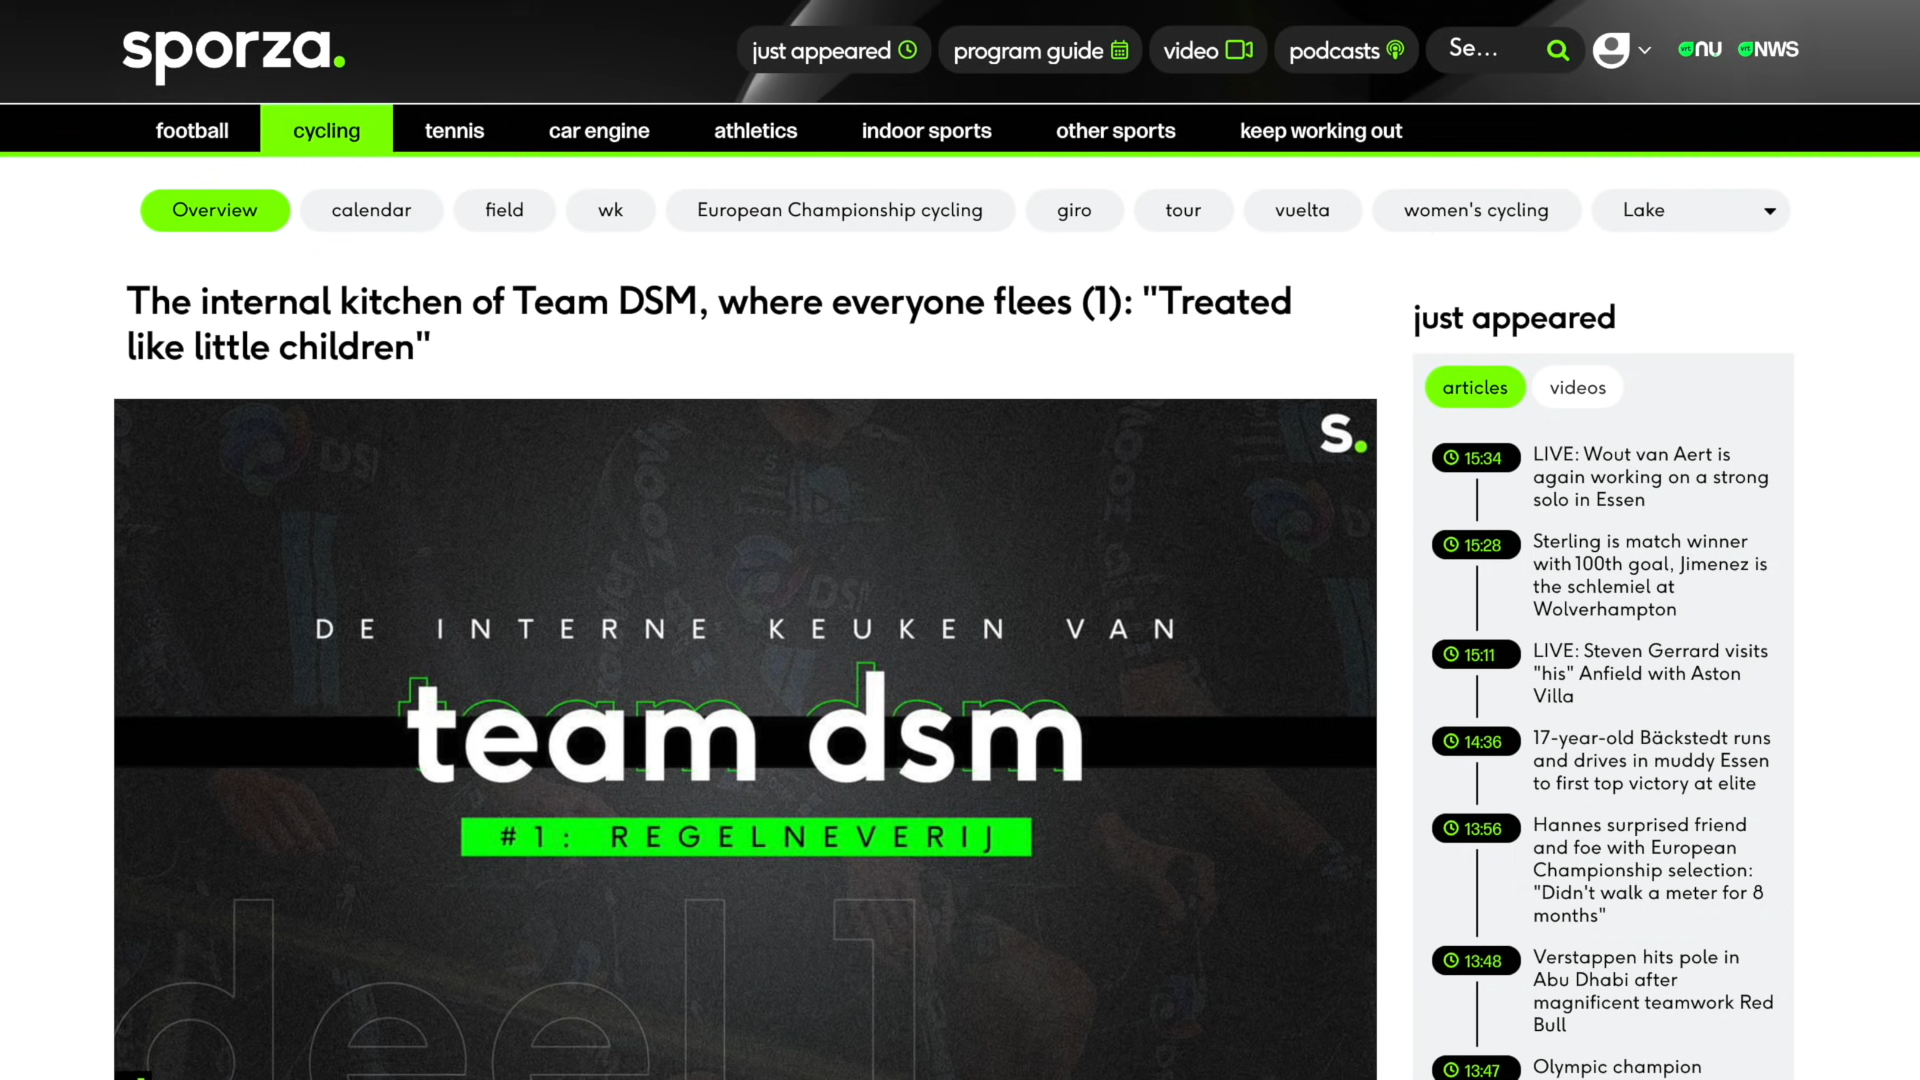 sporza.
just appeared
program guide
video
podcasts
Se...
vrt NU
vrt NWS
football
cycling
tennis
car engine
athletics
indoor sports
other sports
keep working out
Overview
calendar
field
wk
European Championship cycling
giro
tour
vuelta
women's cycling
Lake
The internal kitchen of Team DSM, where everyone flees (1): "Treated
like little children"
s.
DE INTERNE KEUKEN VAN
team dsm
#1: REGELNEVERIJ
deel 1
just appeared
articles
videos
15:34
LIVE: Wout van Aert is
again working on a strong
solo in Essen
15:28
Sterling is match winner
with 100th goal, Jimenez is
the schlemiel at
Wolverhampton
15:11
LIVE: Steven Gerrard visits
"his" Anfield with Aston
Villa
14:36
17-year-old Bäckstedt runs
and drives in muddy Essen
to first top victory at elite
13:56
Hannes surprised friend
and foe with European
Championship selection:
"Didn't walk a meter for 8
months"
13:48
Verstappen hits pole in
Abu Dhabi after
magnificent teamwork Red
Bull
13:47
Olympic champion